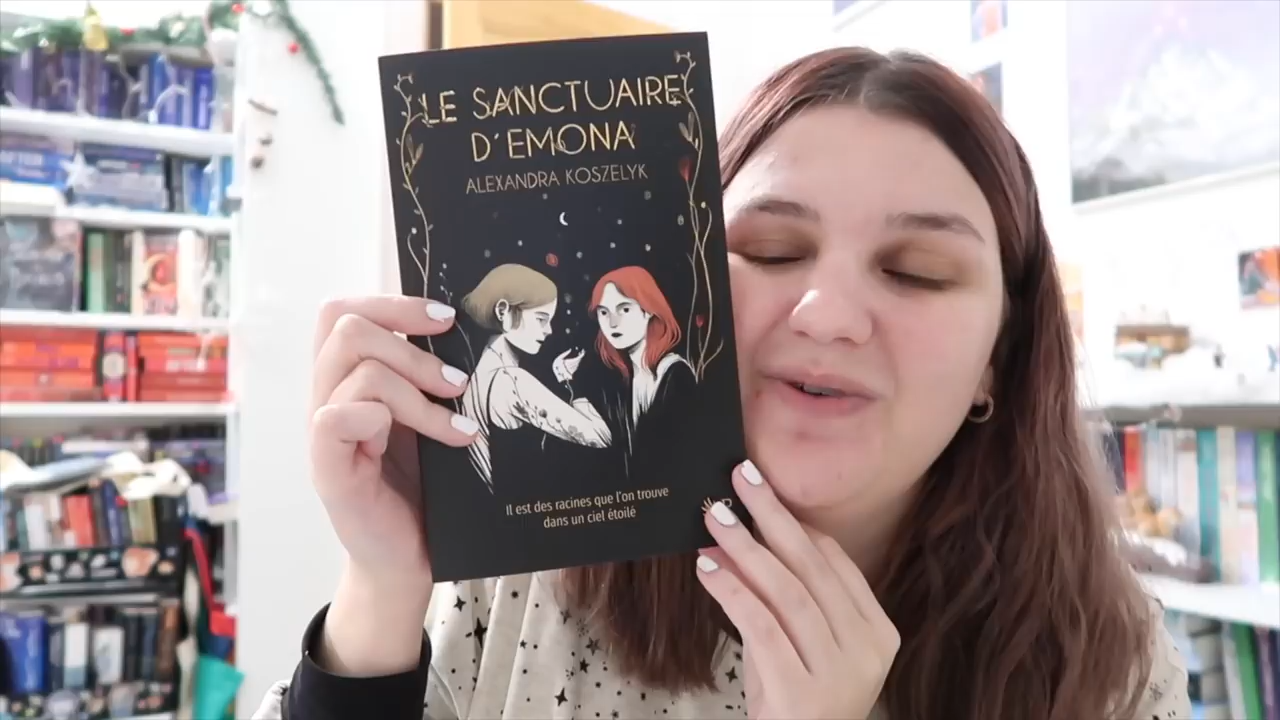 LE SANCTUAIRE
D'EMONA
ALEXANDRA KOSZELYK
Il est des racines que l'on trouve
dans un ciel étoilé